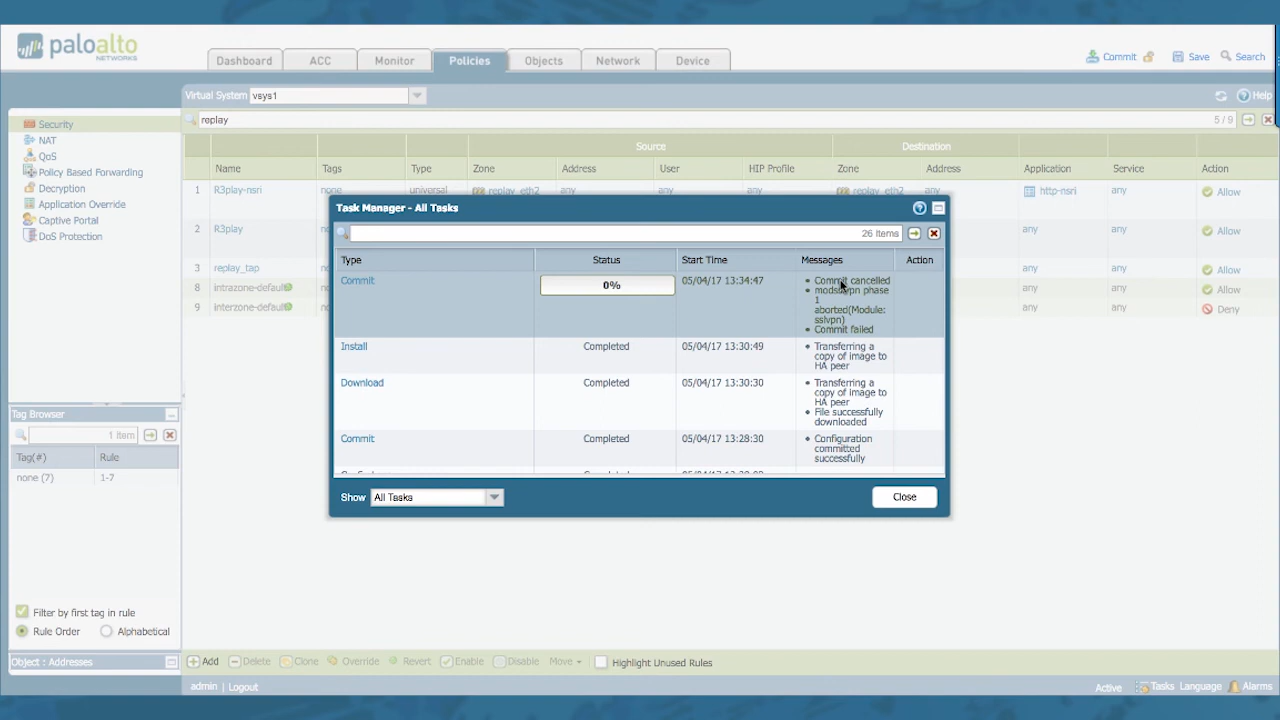 paloalto
NETWORKS
Dashboard ACC Monitor Policies Objects Network Device
Commit Save Search
Virtual System vsys1
Help
replay 5 / 9
Security
NAT
QoS
Policy Based Forwarding
Decryption
Application Override
Captive Portal
DoS Protection
Source Destination
Name Tags Type Zone Address User HIP Profile Zone Address Application Service Action
1 R3play-nsri none universal replay_eth2 any any any replay_eth2 any http-nsri any Allow
2 R3play any any Allow
3 replay_tap any any Allow
8 intrazone-default any any Allow
9 interzone-default any any Deny
Task Manager - All Tasks
26 items
Type Status Start Time Messages Action
Commit 0% 05/04/17 13:34:47
Commit cancelled
phase
1
aborted(Module:
sslvpn)
Commit failed
Install Completed 05/04/17 13:30:49
Transferring a
copy of image to
HA peer
Download Completed 05/04/17 13:30:30
Transferring a
copy of image to
HA peer
File successfully
downloaded
Commit Completed 05/04/17 13:28:30
Configuration
committed
successfully
Show All Tasks Close
Tag Browser
1 item
Tag(#) Rule
none (7) 1-7
Filter by first tag in rule
Rule Order Alphabetical
Object : Addresses
Add Delete Clone Override Revert Enable Disable Move Highlight Unused Rules
admin | Logout
Active Tasks Language Alarms